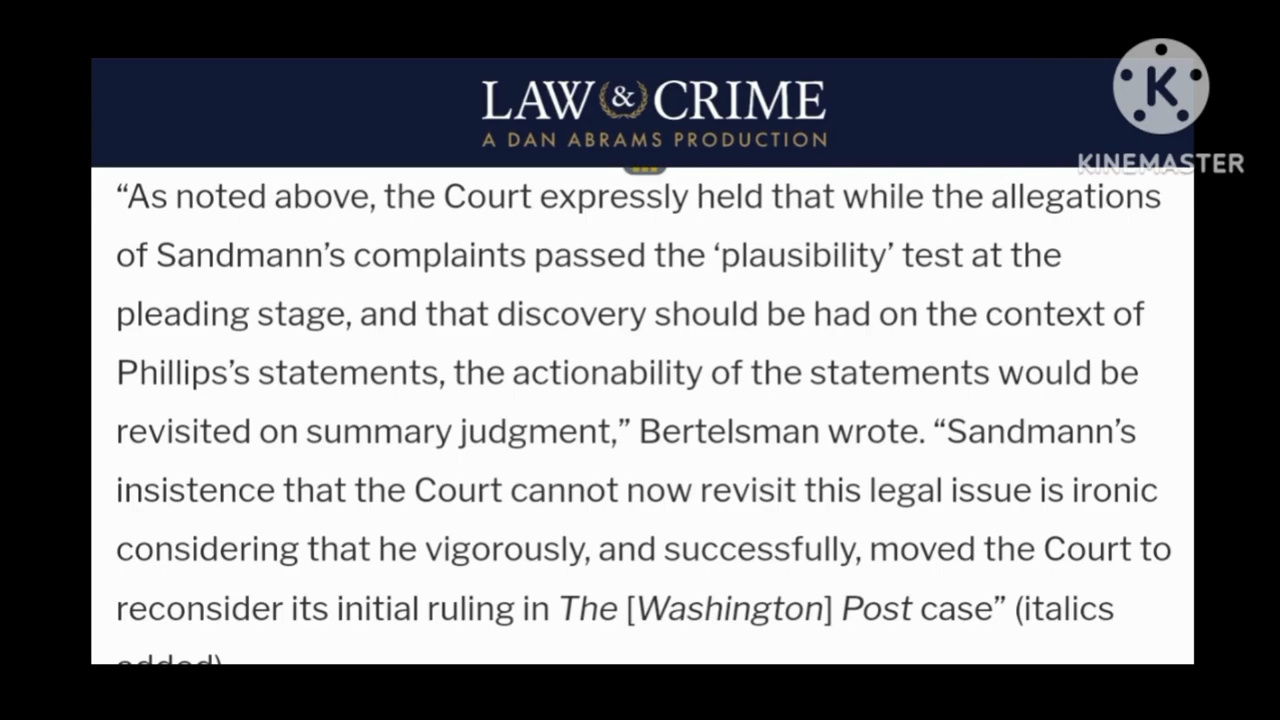 LAW & CRIME
A DAN ABRAMS PRODUCTION
K
KINEMASTER
“As noted above, the Court expressly held that while the allegations
of Sandmann’s complaints passed the ‘plausibility’ test at the
pleading stage, and that discovery should be had on the context of
Phillips’s statements, the actionability of the statements would be
revisited on summary judgment,” Bertelsman wrote. “Sandmann’s
insistence that the Court cannot now revisit this legal issue is ironic
considering that he vigorously, and successfully, moved the Court to
reconsider its initial ruling in The [Washington] Post case” (italics
added)